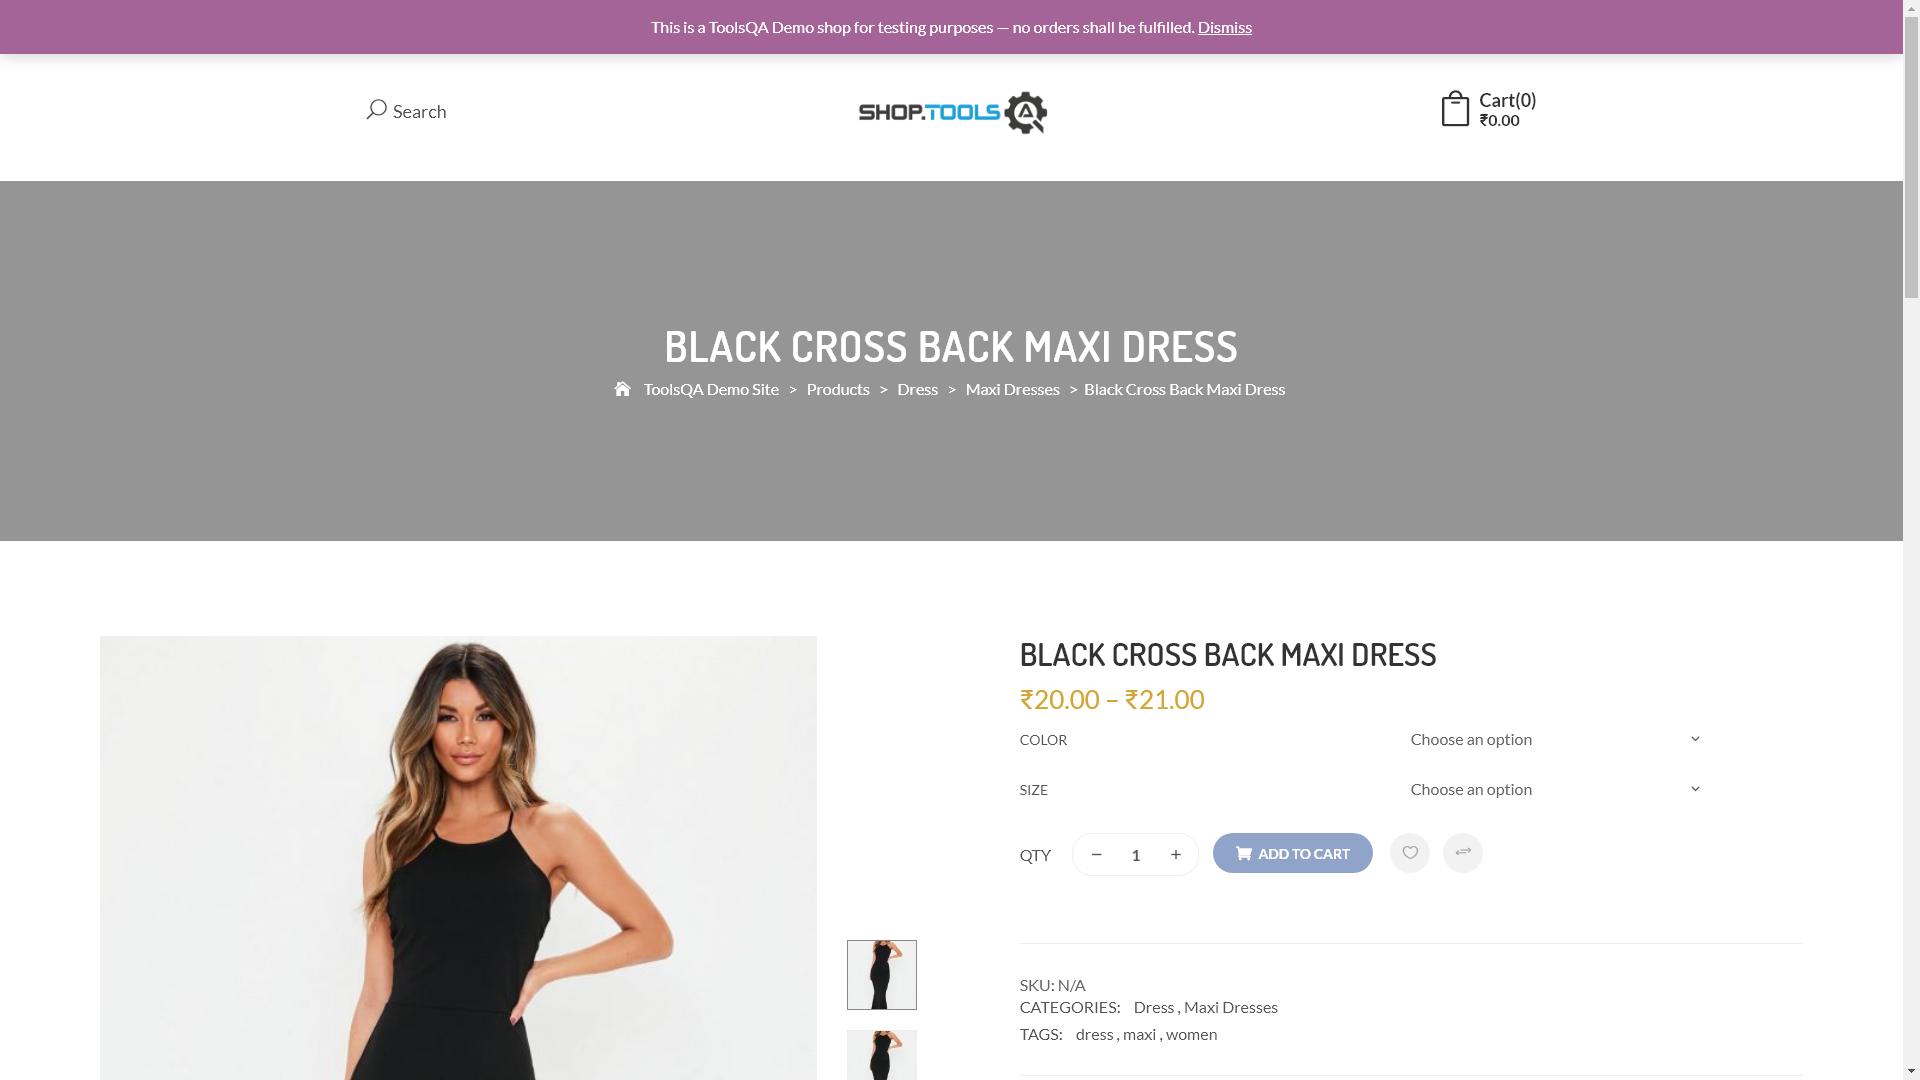 This is a ToolsQA Demo shop for testing purposes — no orders shall be fulfilled. Dismiss
Search
SHOP.TOOLS
Cart(0)
₹0.00
BLACK CROSS BACK MAXI DRESS
ToolsQA Demo Site > Products > Dress > Maxi Dresses > Black Cross Back Maxi Dress
BLACK CROSS BACK MAXI DRESS
₹20.00 – ₹21.00
COLOR Choose an option
SIZE Choose an option
QTY − 1 + ADD TO CART
SKU: N/A
CATEGORIES: Dress , Maxi Dresses
TAGS: dress , maxi , women